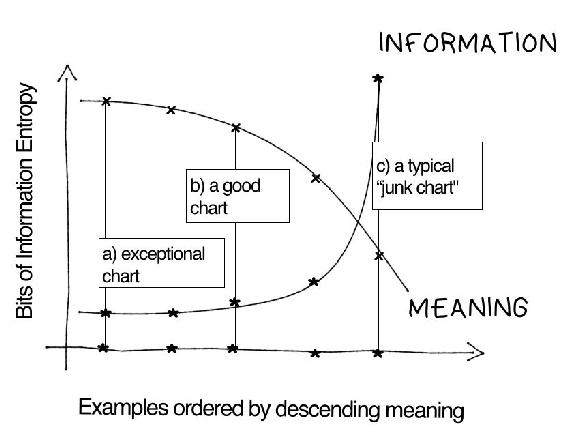 INFORMATION
Bits of Information Entropy
c) a typical
"junk chart"
b) a good
chart
a) exceptional
chart
MEANING
Examples ordered by descending meaning